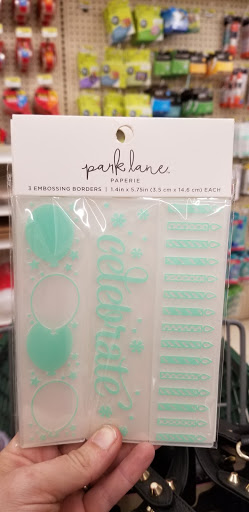 park lane.
PAPERIE
3 EMBOSSING BORDERS | 1.4in x 5.75in (3.5 cm x 14.6 cm) EACH
celebrate